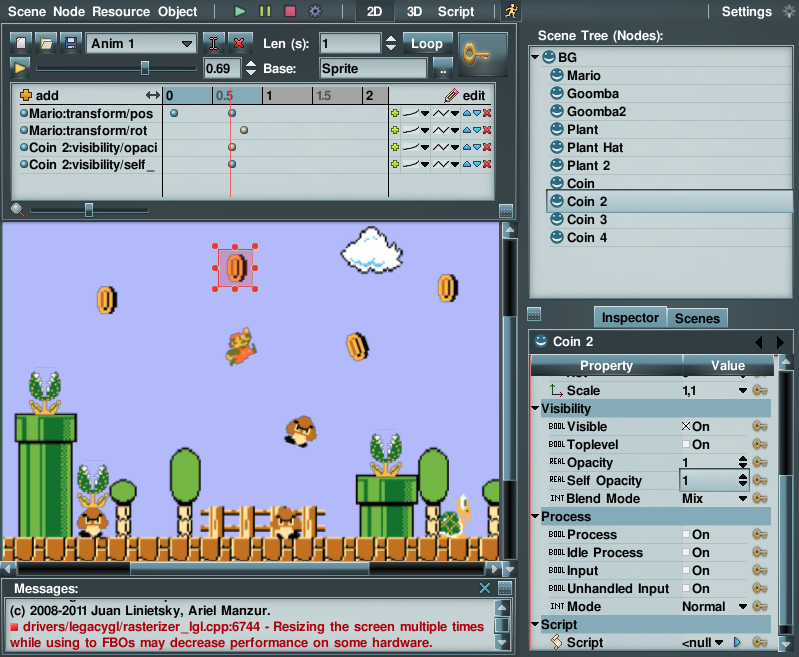 Scene Node Resource Object 2D 3D Script Settings
Anim 1 Len (s): 1 Loop
0.69 Base: Sprite ..
add 0 0.5 1 1.5 2 edit
Mario:transform/pos
Mario:transform/rot
Coin 2:visibility/opaci
Coin 2:visibility/self_
Scene Tree (Nodes):
BG
Mario
Goomba
Goomba2
Plant
Plant Hat
Plant 2
Coin
Coin 2
Coin 3
Coin 4
Inspector Scenes
Coin 2
Property Value
Scale 1,1
Visibility
BOOL Visible On
BOOL Toplevel On
REAL Opacity 1
REAL Self Opacity 1
INT Blend Mode Mix
Process
BOOL Process On
BOOL Idle Process On
BOOL Input On
BOOL Unhandled Input On
INT Mode Normal
Script
Script <null
Messages:
(c) 2008-2011 Juan Linietsky, Ariel Manzur.
drivers/legacygl/rasterizer_lgl.cpp:6744 - Resizing the screen multiple times
while using to FBOs may decrease performance on some hardware.